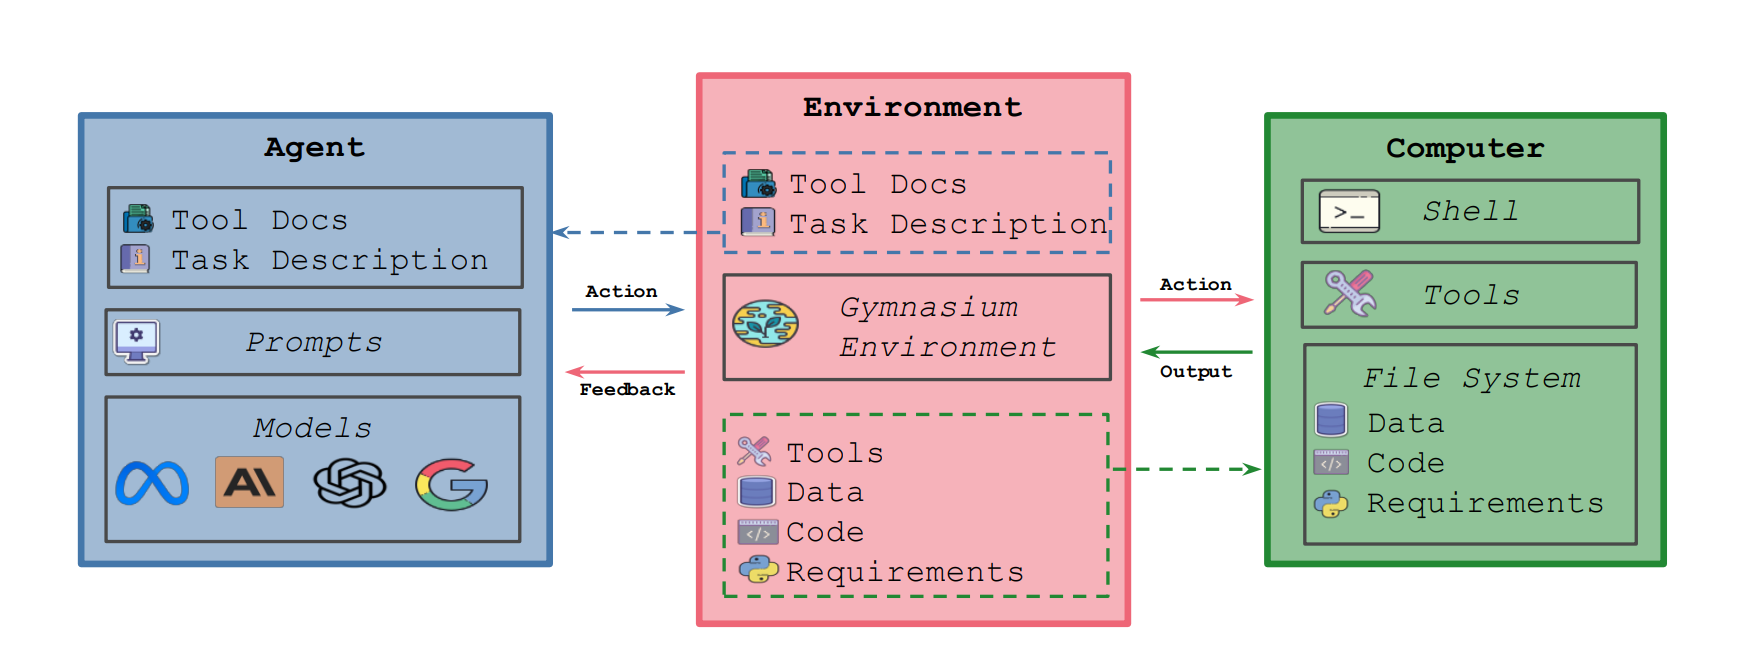 Agent
Tool Docs
Task Description
Prompts
Models
Action
Feedback
Environment
Tool Docs
Task Description
Gymnasium
Environment
Tools
Data
Code
Requirements
Action
Output
Computer
>_ Shell
Tools
File System
Data
Code
Requirements